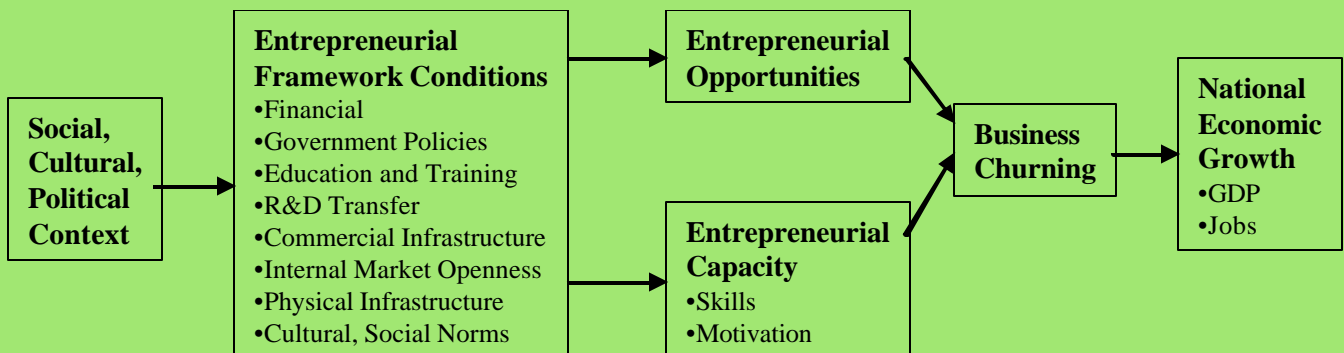 Social,
Cultural,
Political
Context
Entrepreneurial
Framework Conditions
•Financial
•Government Policies
•Education and Training
•R&D Transfer
•Commercial Infrastructure
•Internal Market Openness
•Physical Infrastructure
•Cultural, Social Norms
Entrepreneurial
Opportunities
Entrepreneurial
Capacity
•Skills
•Motivation
Business
Churning
National
Economic
Growth
•GDP
•Jobs